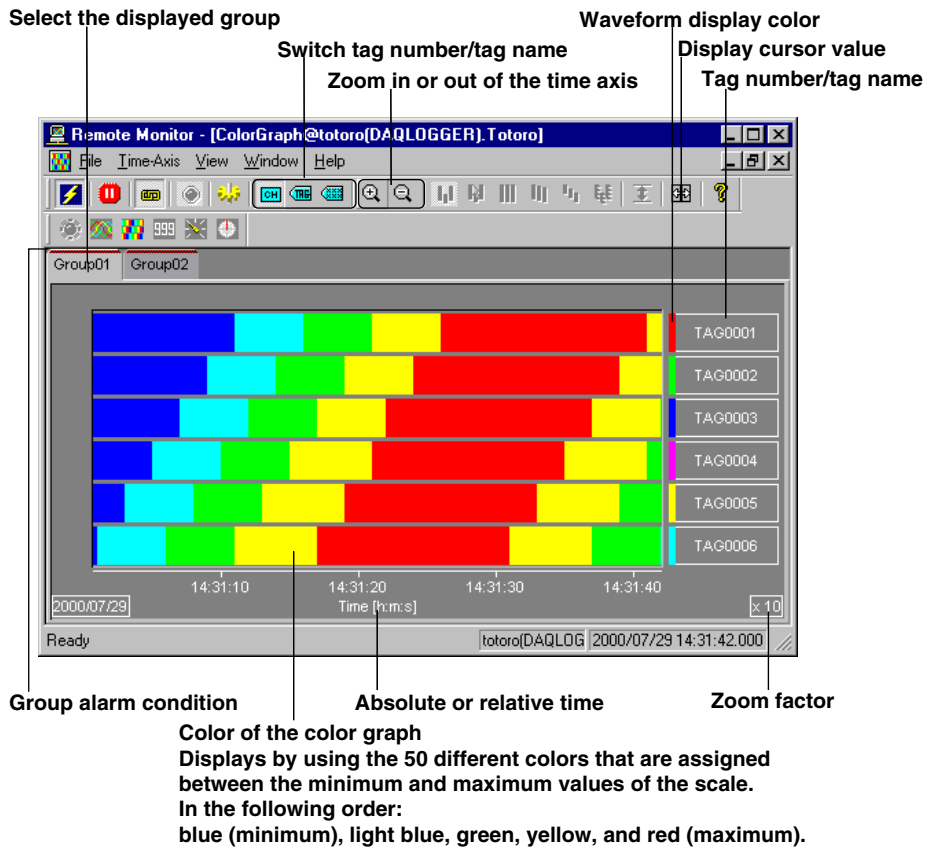 Select the displayed group
Waveform display color
Switch tag number/tag name
Display cursor value
Zoom in or out of the time axis
Tag number/tag name
Remote Monitor - [ColorGraph@totoro(DAQLOGGER).Totoro]
File Time-Axis View Window Help
CH TAG
999
Group01 Group02
TAG0001
TAG0002
TAG0003
TAG0004
TAG0005
TAG0006
14:31:10 14:31:20 14:31:30 14:31:40
2000/07/29 Time [h:m:s] x 10
Ready totoro(DAQLOG 2000/07/29 14:31:42.000
Group alarm condition
Absolute or relative time
Zoom factor
Color of the color graph
Displays by using the 50 different colors that are assigned
between the minimum and maximum values of the scale.
In the following order:
blue (minimum), light blue, green, yellow, and red (maximum).